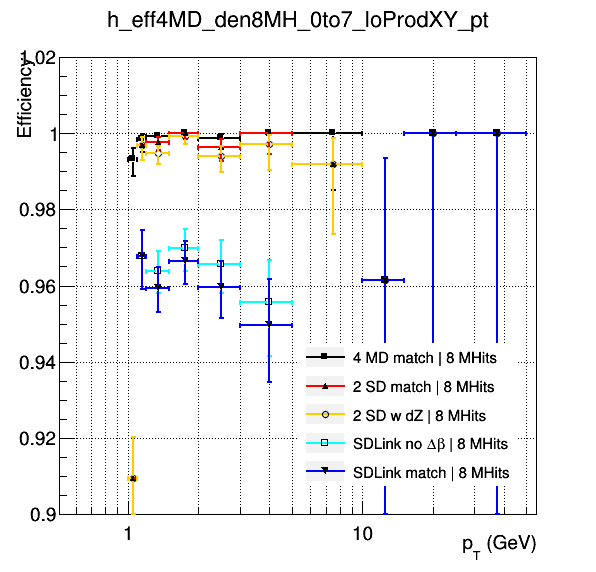 h_eff4MD_den8MH_0to7_loProdXY_pt
Efficiency
1.02
1
0.98
0.96
0.94
0.92
0.9
4 MD match | 8 MHits
2 SD match | 8 MHits
2 SD w dZ | 8 MHits
SDLink no Δβ | 8 MHits
SDLink match | 8 MHits
1
10
p_T (GeV)